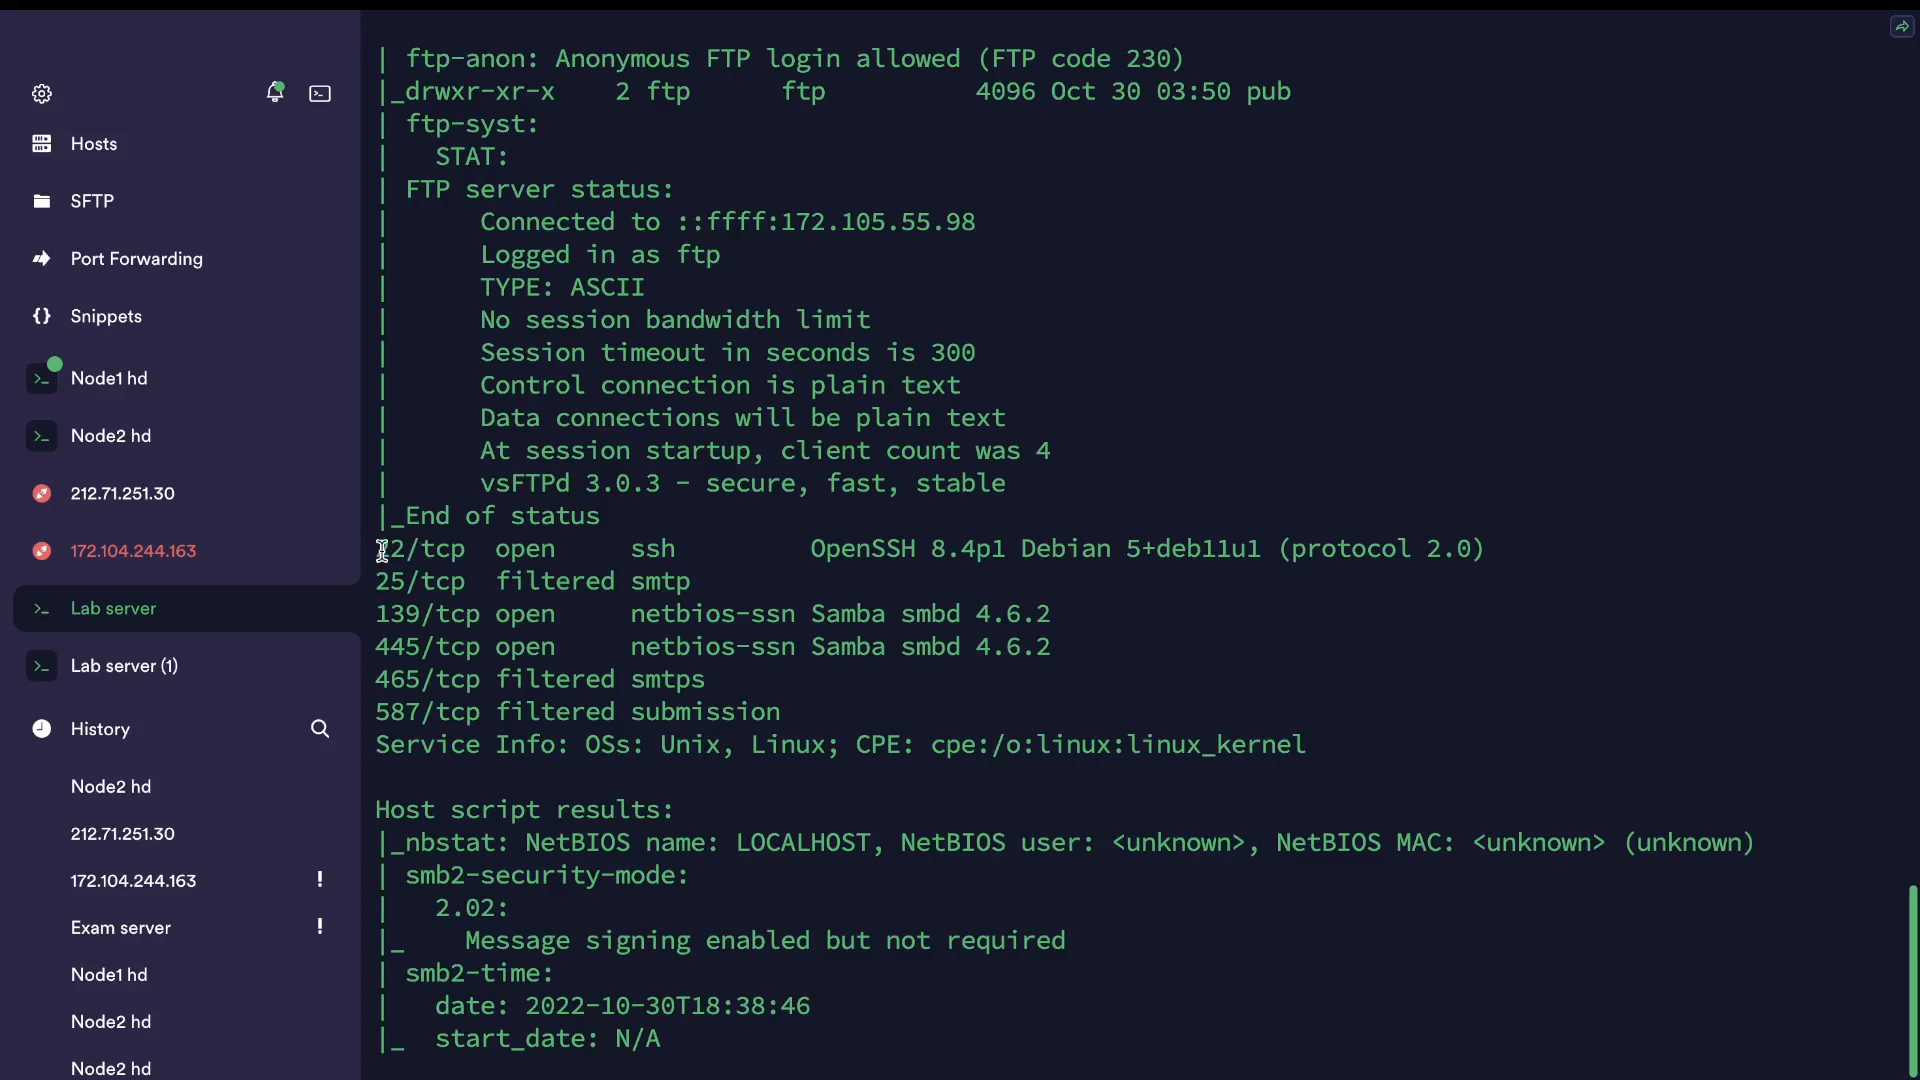 Hosts
SFTP
Port Forwarding
{} Snippets
>_ Node1 hd
>_ Node2 hd
212.71.251.30
172.104.244.163
>_ Lab server
>_ Lab server (1)
History
Node2 hd
212.71.251.30
172.104.244.163 !
Exam server !
Node1 hd
Node2 hd
Node2 hd
| ftp-anon: Anonymous FTP login allowed (FTP code 230)
|_drwxr-xr-x    2 ftp      ftp          4096 Oct 30 03:50 pub
| ftp-syst:
|   STAT:
| FTP server status:
|      Connected to ::ffff:172.105.55.98
|      Logged in as ftp
|      TYPE: ASCII
|      No session bandwidth limit
|      Session timeout in seconds is 300
|      Control connection is plain text
|      Data connections will be plain text
|      At session startup, client count was 4
|      vsFTPd 3.0.3 - secure, fast, stable
|_End of status
22/tcp  open     ssh         OpenSSH 8.4p1 Debian 5+deb11u1 (protocol 2.0)
25/tcp  filtered smtp
139/tcp open     netbios-ssn Samba smbd 4.6.2
445/tcp open     netbios-ssn Samba smbd 4.6.2
465/tcp filtered smtps
587/tcp filtered submission
Service Info: OSs: Unix, Linux; CPE: cpe:/o:linux:linux_kernel
Host script results:
|_nbstat: NetBIOS name: LOCALHOST, NetBIOS user: <unknown>, NetBIOS MAC: <unknown> (unknown)
| smb2-security-mode:
|   2.02:
|_    Message signing enabled but not required
| smb2-time:
|   date: 2022-10-30T18:38:46
|_  start_date: N/A